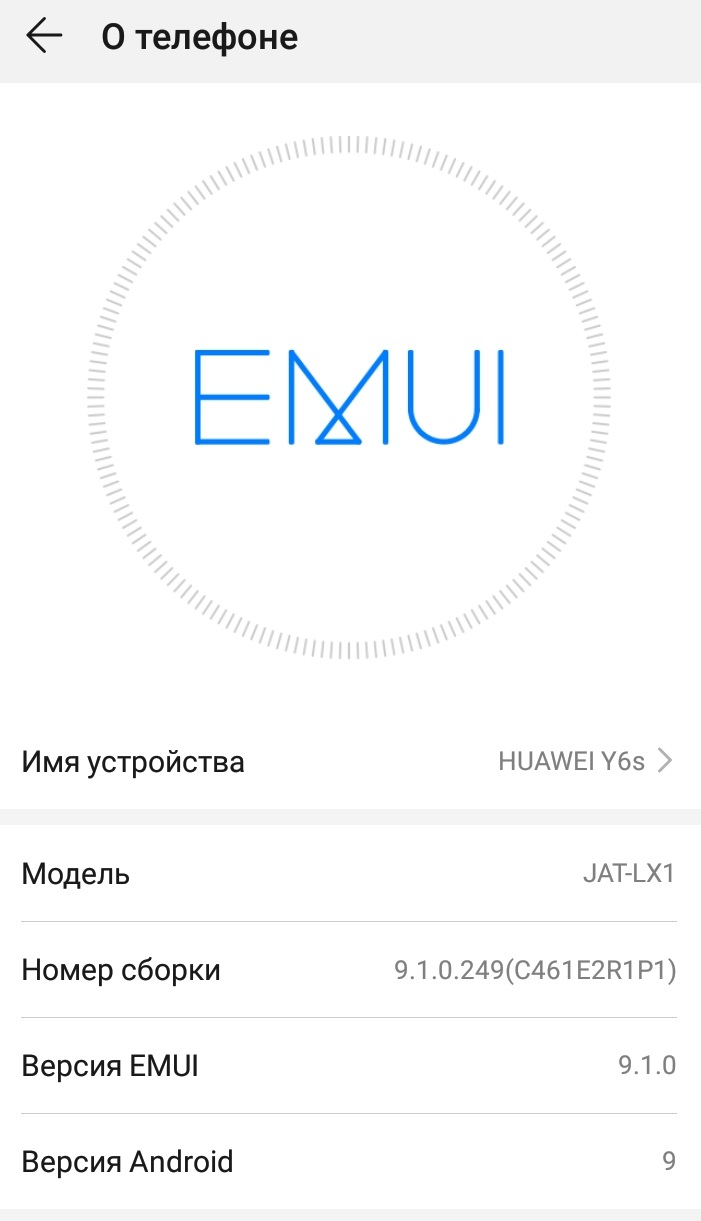 О телефоне
EMUI
Имя устройства HUAWEI Y6s
Модель JAT-LX1
Номер сборки 9.1.0.249(C461E2R1P1)
Версия EMUI 9.1.0
Версия Android 9